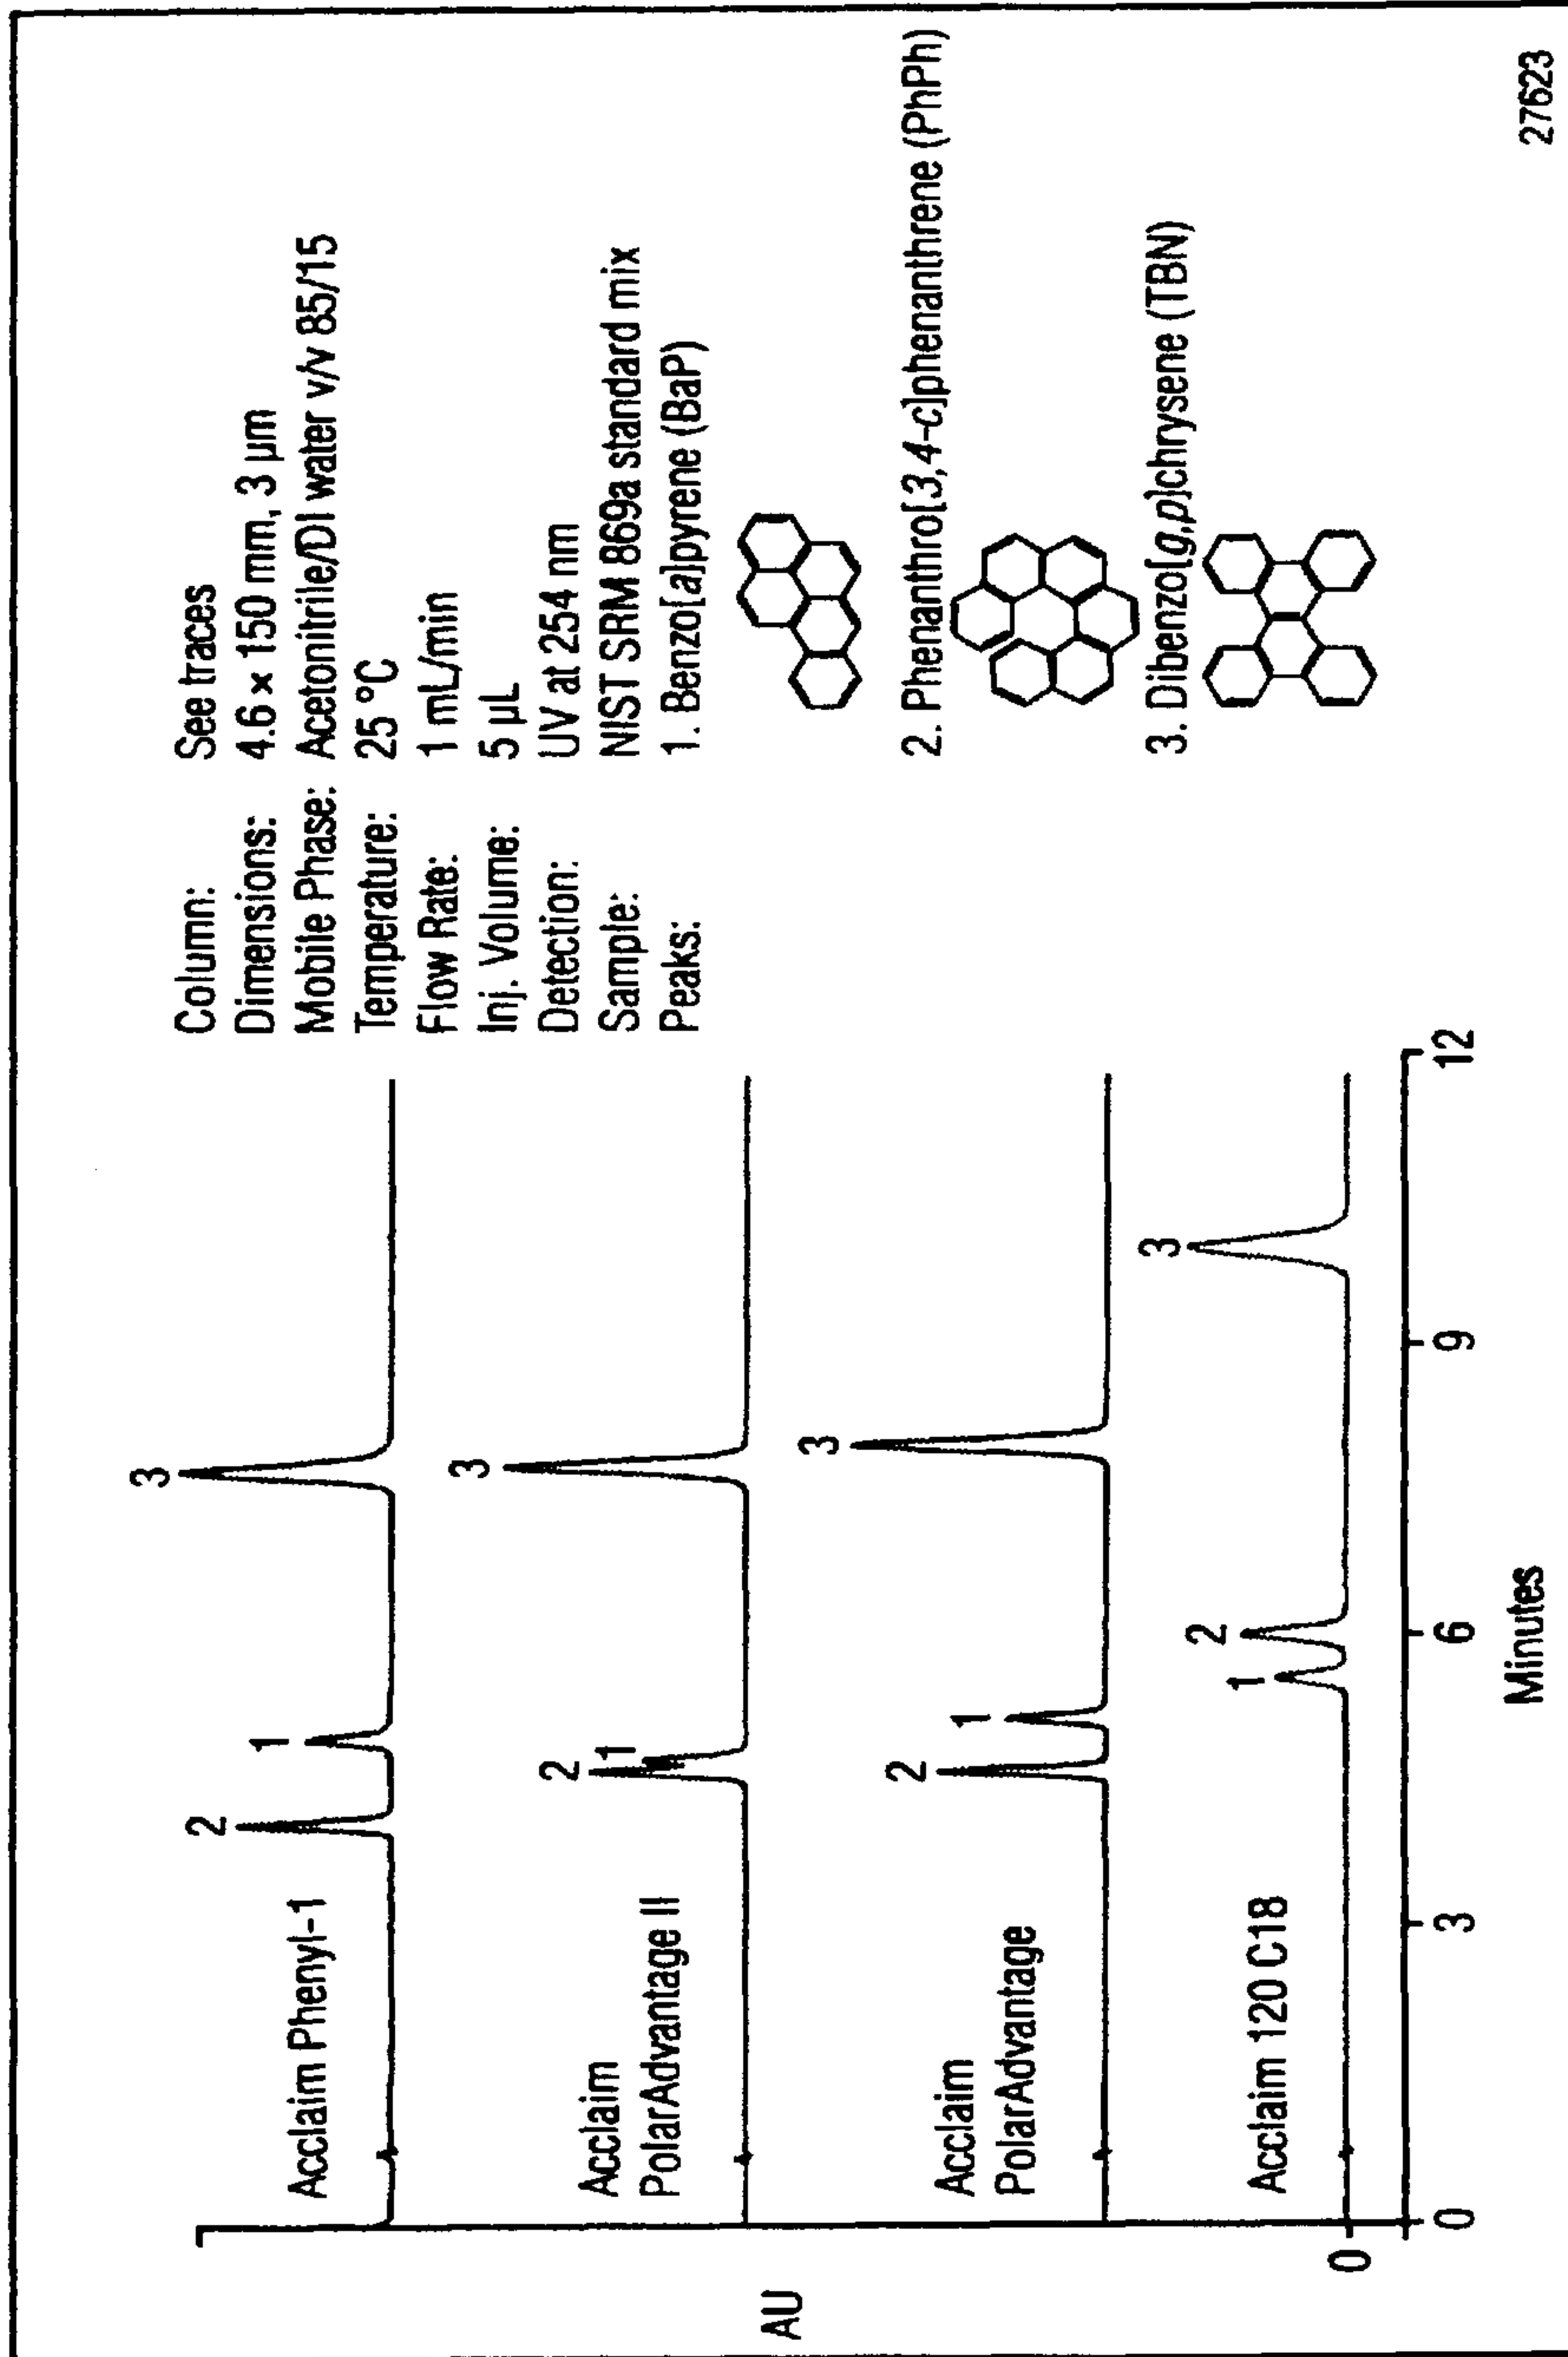 Column: See traces
Dimensions: 4.6 × 150 mm, 3 µm
Mobile Phase: Acetonitrile/DI water v/v 85/15
Temperature: 25 °C
Flow Rate: 1 mL/min
Inj. Volume: 5 µL
Detection: UV at 254 nm
Sample: NIST SRM 869a standard mix
Peaks: 1. Benzo[a]pyrene (BaP)
2. Phenanthro[3,4-c]phenanthrene (PhPh)
3. Dibenzo[g,p]chrysene (TBN)
Acclaim Phenyl-1
2
1
3
Acclaim
PolarAdvantage II
2
1
3
Acclaim
PolarAdvantage
2
1
3
Acclaim 120 C18
1
2
3
AU
0
0 3 6 9 12
Minutes
27623